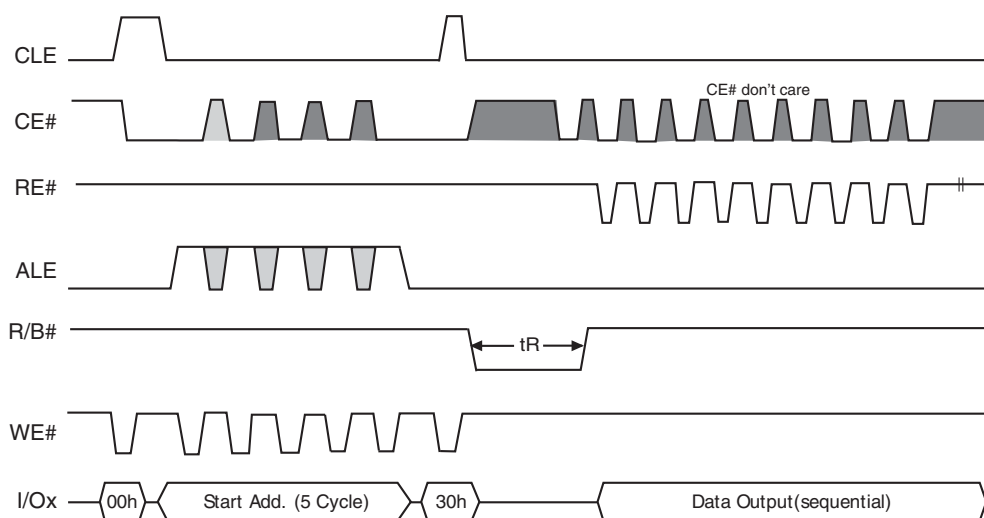 CLE
CE# don't care
CE#
RE#
ALE
R/B#
tR
WE#
I/Ox
00h
Start Add. (5 Cycle)
30h
Data Output(sequential)